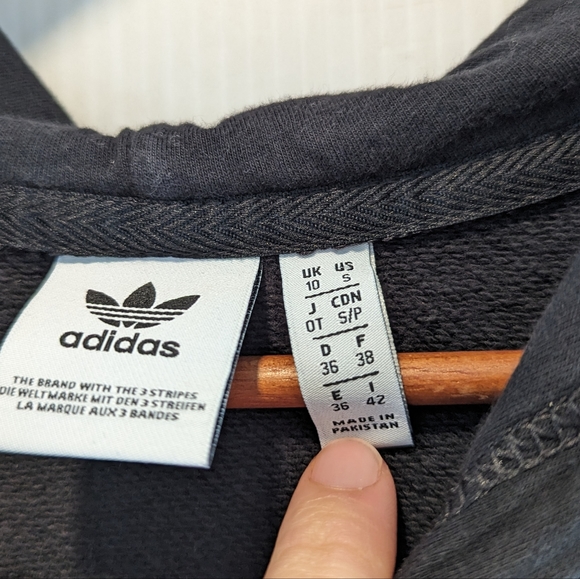 adidas
THE BRAND WITH THE 3 STRIPES
DIE WELTMARKE MIT DEN 3 STREIFEN
LA MARQUE AUX 3 BANDES
UK US
10 S
J CDN
OT S/P
D F
36 38
E I
36 42
MADE IN
PAKISTAN